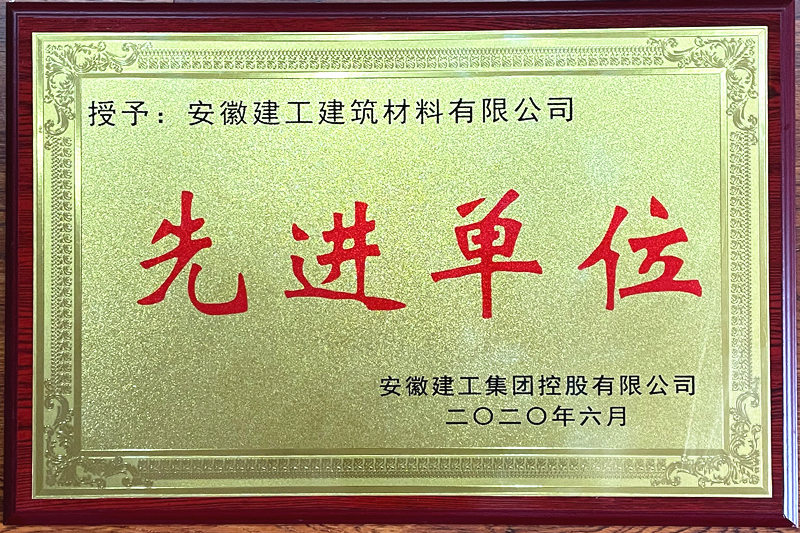 授予：安徽建工建筑材料有限公司
先进单位
安徽建工集团控股有限公司
二〇二〇年六月